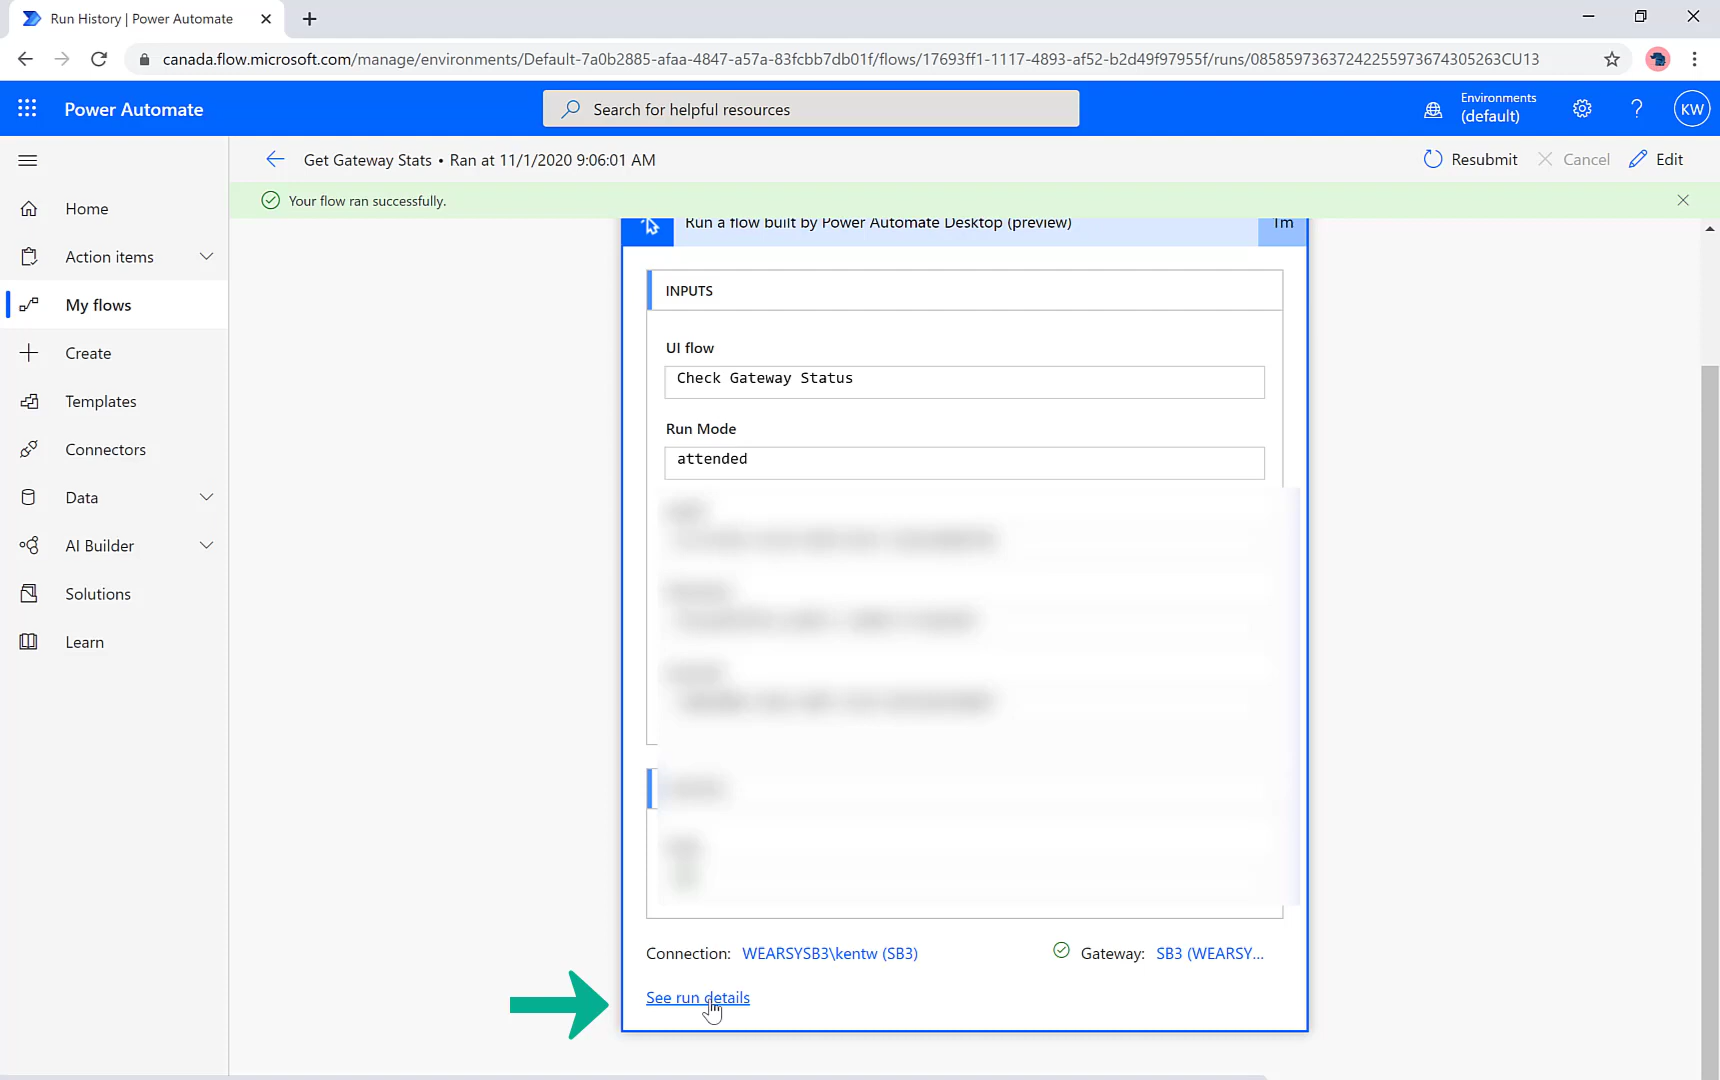 Run History | Power Automate
canada.flow.microsoft.com/manage/environments/Default-7a0b2885-afaa-4847-a57a-83fcbb7db01f/flows/17693ff1-1117-4893-af52-b2d49f97955f/runs/08585973637242255973674305263CU13
Power Automate
Search for helpful resources
Environments
(default)
?
KW
Get Gateway Stats • Ran at 11/1/2020 9:06:01 AM
Resubmit
Cancel
Edit
Your flow ran successfully.
Home
Action items
My flows
Create
Templates
Connectors
Data
AI Builder
Solutions
Learn
Run a flow built by Power Automate Desktop (preview)
1m
INPUTS
UI flow
Check Gateway Status
Run Mode
attended
Connection: WEARSYSB3\kentw (SB3)
Gateway: SB3 (WEARSY...
See run details